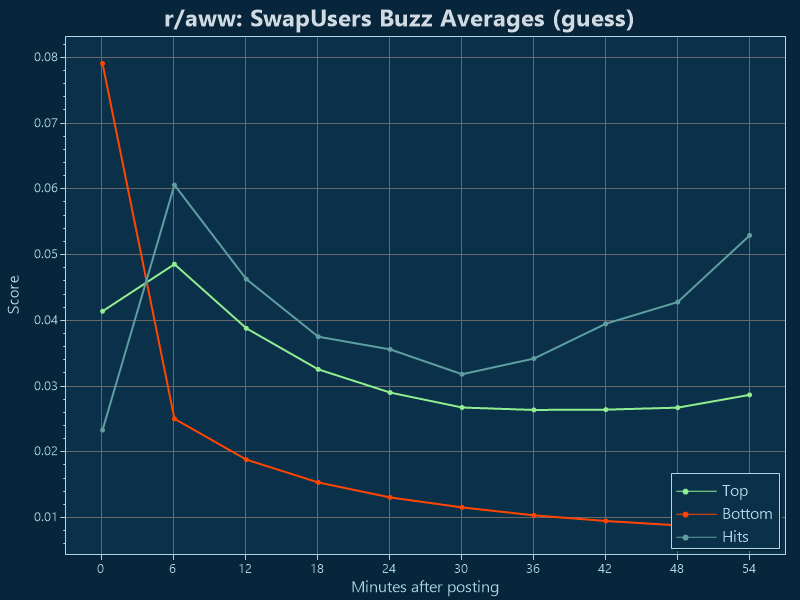 r/aww: SwapUsers Buzz Averages (guess)
0.08
0.07
0.06
0.05
0.04
0.03
0.02
0.01
Score
Top
Bottom
Hits
0 6 12 18 24 30 36 42 48 54
Minutes after posting